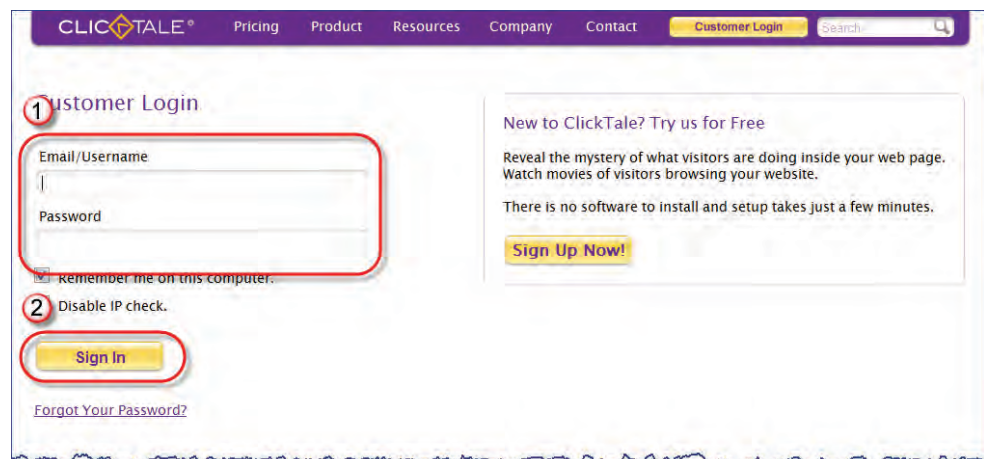 CLICKTALE® Pricing Product Resources Company Contact Customer Login Search
Customer Login
1
Email/Username
Password
Remember me on this computer.
2
Disable IP check.
Sign In
Forgot Your Password?
New to ClickTale? Try us for Free
Reveal the mystery of what visitors are doing inside your web page.
Watch movies of visitors browsing your website.
There is no software to install and setup takes just a few minutes.
Sign Up Now!